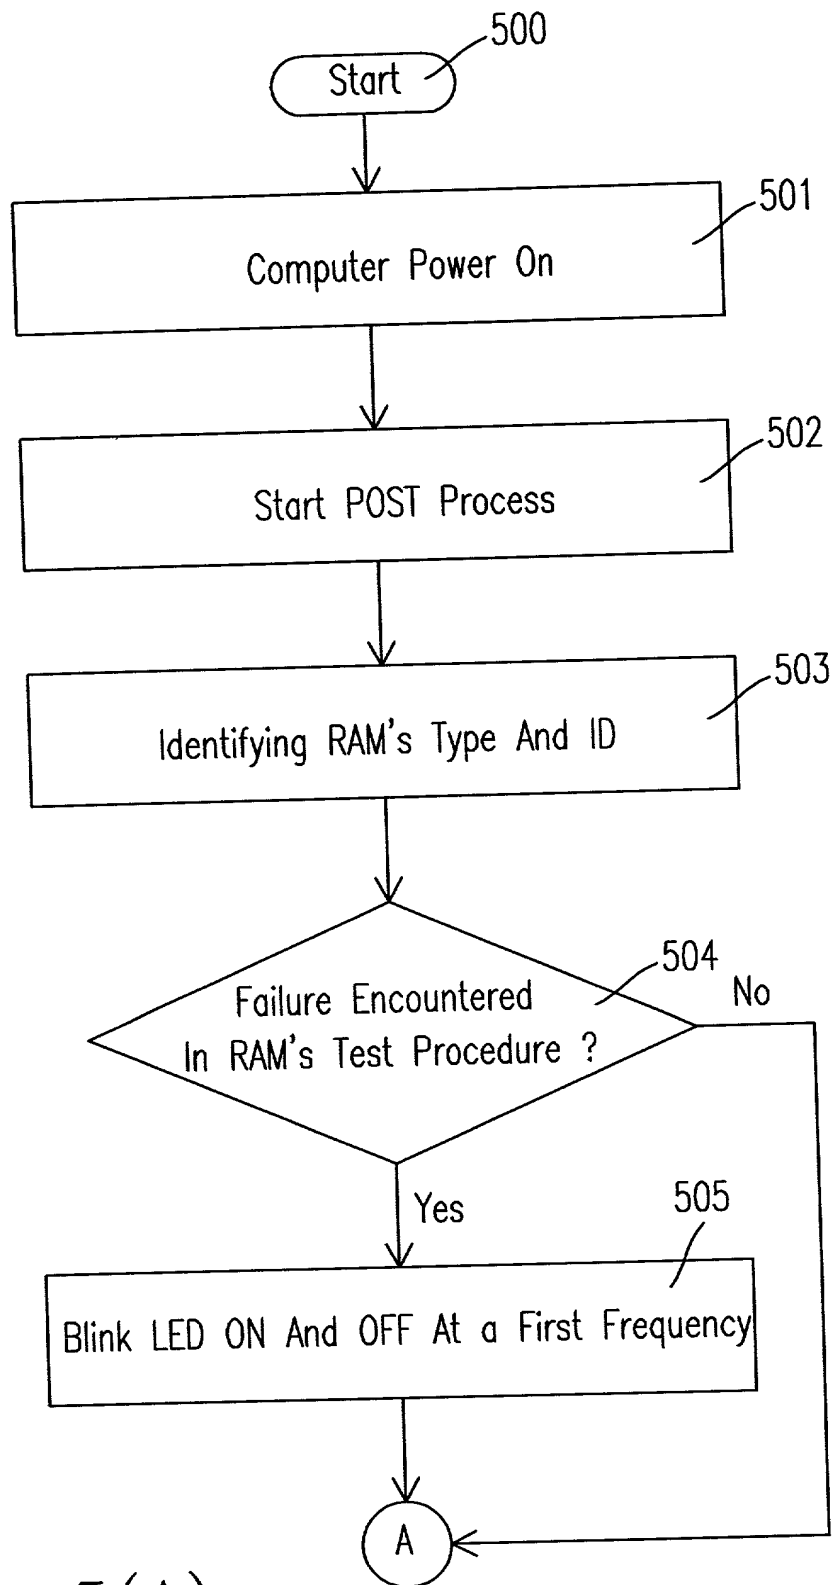 500
Start
501
Computer Power On
502
Start POST Process
503
Identifying RAM's Type And ID
504
Failure Encountered
In RAM's Test Procedure ?
No
Yes
505
Blink LED ON And OFF At a First Frequency
A